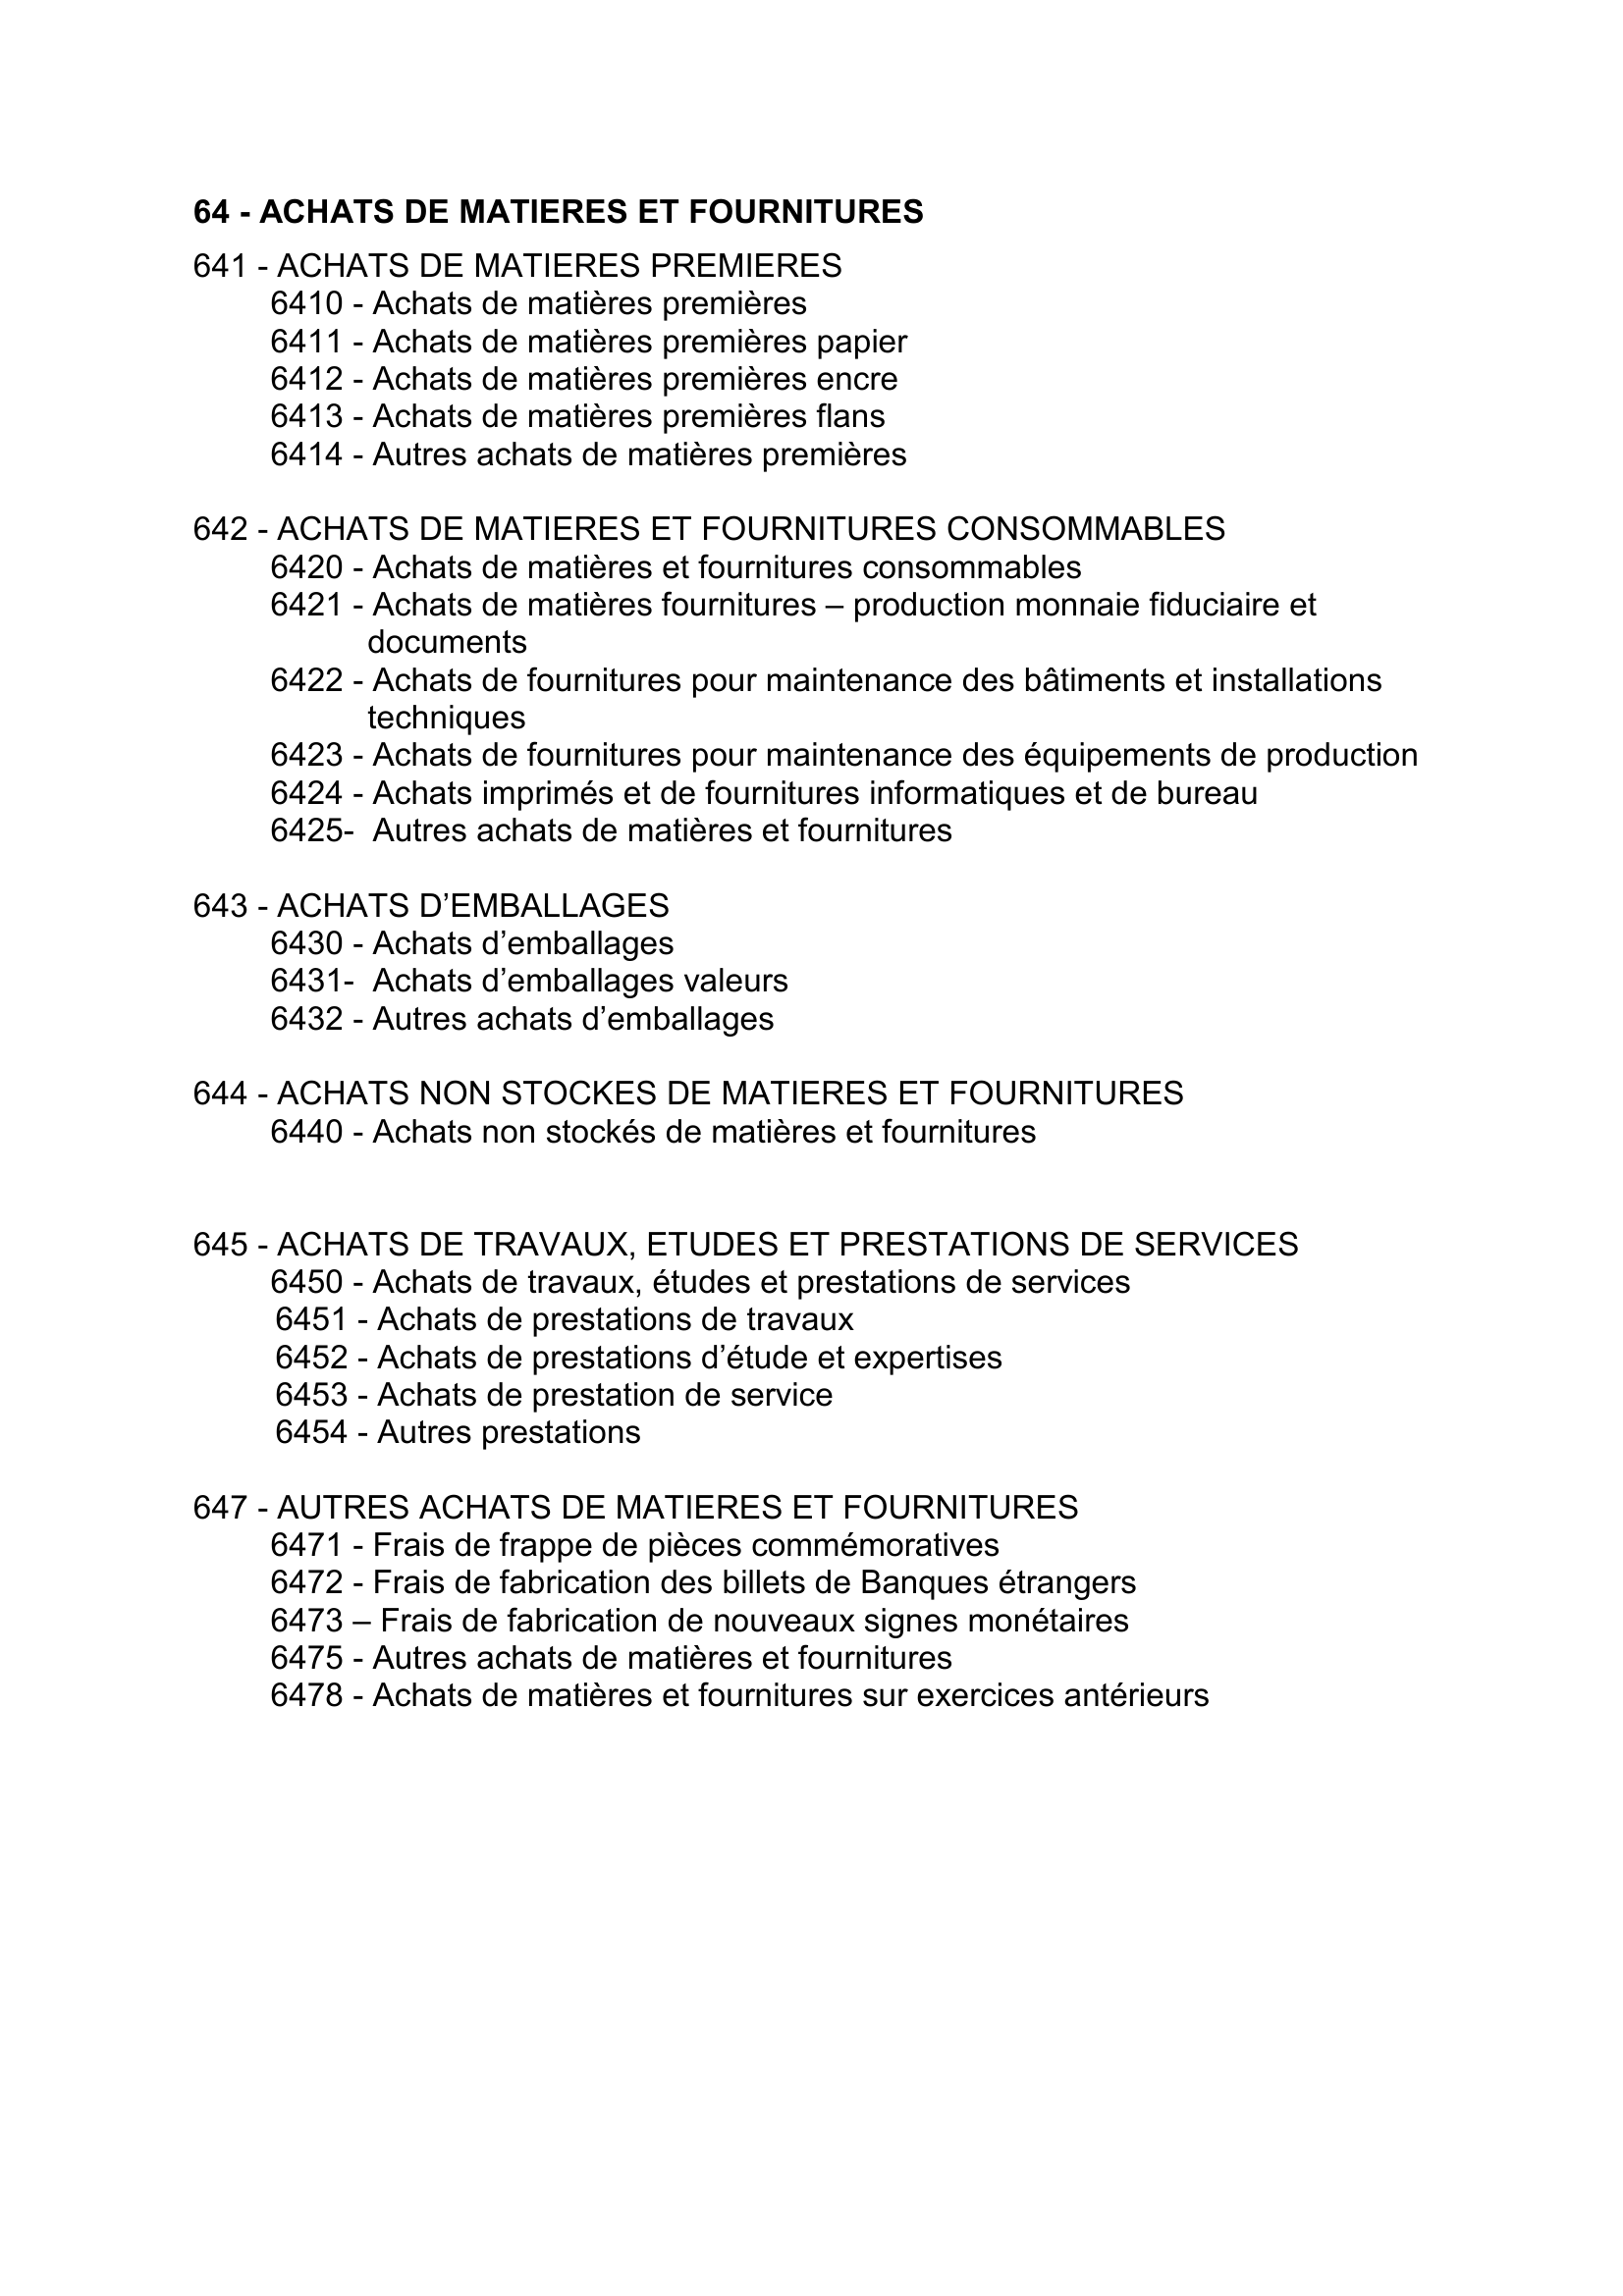 64 - ACHATS DE MATIERES ET FOURNITURES
641 - ACHATS DE MATIERES PREMIERES
6410 - Achats de matières premières
6411 - Achats de matières premières papier
6412 - Achats de matières premières encre
6413 - Achats de matières premières flans
6414 - Autres achats de matières premières
642 - ACHATS DE MATIERES ET FOURNITURES CONSOMMABLES
6420 - Achats de matières et fournitures consommables
6421 - Achats de matières fournitures – production monnaie fiduciaire et
documents
6422 - Achats de fournitures pour maintenance des bâtiments et installations
techniques
6423 - Achats de fournitures pour maintenance des équipements de production
6424 - Achats imprimés et de fournitures informatiques et de bureau
6425-  Autres achats de matières et fournitures
643 - ACHATS D’EMBALLAGES
6430 - Achats d’emballages
6431-  Achats d’emballages valeurs
6432 - Autres achats d’emballages
644 - ACHATS NON STOCKES DE MATIERES ET FOURNITURES
6440 - Achats non stockés de matières et fournitures
645 - ACHATS DE TRAVAUX, ETUDES ET PRESTATIONS DE SERVICES
6450 - Achats de travaux, études et prestations de services
6451 - Achats de prestations de travaux
6452 - Achats de prestations d’étude et expertises
6453 - Achats de prestation de service
6454 - Autres prestations
647 - AUTRES ACHATS DE MATIERES ET FOURNITURES
6471 - Frais de frappe de pièces commémoratives
6472 - Frais de fabrication des billets de Banques étrangers
6473 – Frais de fabrication de nouveaux signes monétaires
6475 - Autres achats de matières et fournitures
6478 - Achats de matières et fournitures sur exercices antérieurs